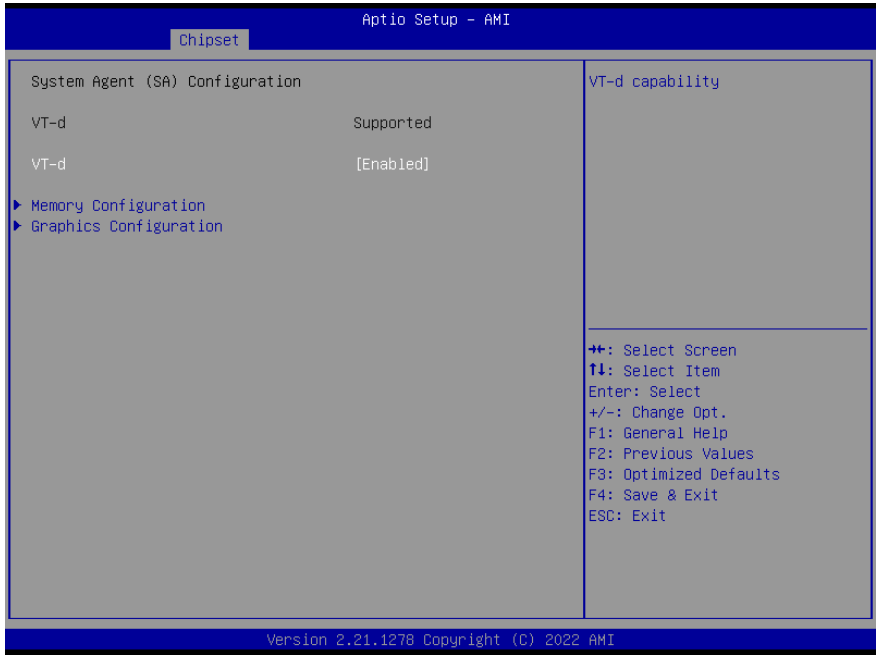 Aptio Setup – AMI
Chipset
System Agent (SA) Configuration
VT-d Supported
VT-d [Enabled]
Memory Configuration
Graphics Configuration
VT-d capability
→←: Select Screen
↑↓: Select Item
Enter: Select
+/-: Change Opt.
F1: General Help
F2: Previous Values
F3: Optimized Defaults
F4: Save & Exit
ESC: Exit
Version 2.21.1278 Copyright (C) 2022 AMI